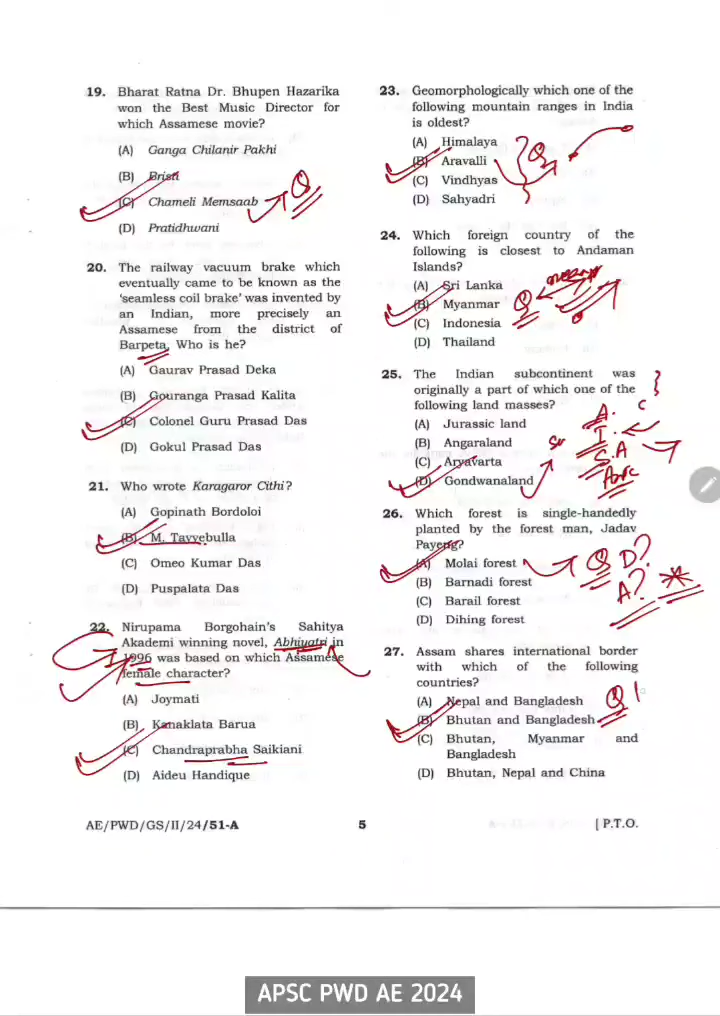 19. Bharat Ratna Dr. Bhupen Hazarika
won the Best Music Director for
which Assamese movie?
(A) Ganga Chilanir Pakhi
(B) Bristi
(C) Chameli Memsaab
(D) Pratidhwani
20. The railway vacuum brake which
eventually came to be known as the
'seamless coil brake' was invented by
an Indian, more precisely an
Assamese from the district of
Barpeta. Who is he?
(A) Gaurav Prasad Deka
(B) Gouranga Prasad Kalita
(C) Colonel Guru Prasad Das
(D) Gokul Prasad Das
21. Who wrote Karagaror Cithi?
(A) Gopinath Bordoloi
(B) M. Tayyebulla
(C) Omeo Kumar Das
(D) Puspalata Das
22. Nirupama Borgohain's Sahitya
Akademi winning novel, Abhiyatri in
1996 was based on which Assamese
female character?
(A) Joymati
(B) Kanaklata Barua
(C) Chandraprabha Saikiani
(D) Aideu Handique
23. Geomorphologically which one of the
following mountain ranges in India
is oldest?
(A) Himalaya
(B) Aravalli
(C) Vindhyas
(D) Sahyadri
24. Which foreign country of the
following is closest to Andaman
Islands?
(A) Sri Lanka
(B) Myanmar
(C) Indonesia
(D) Thailand
25. The Indian subcontinent was
originally a part of which one of the
following land masses?
(A) Jurassic land
(B) Angaraland
(C) Aryavarta
(D) Gondwanaland
A.
I.
S.A
26. Which forest is single-handedly
planted by the forest man, Jadav
Payeng?
(A) Molai forest
(B) Barnadi forest
(C) Barail forest
(D) Dihing forest
D?
A?
27. Assam shares international border
with which of the following
countries?
(A) Nepal and Bangladesh
(B) Bhutan and Bangladesh
(C) Bhutan, Myanmar and
Bangladesh
(D) Bhutan, Nepal and China
AE/PWD/GS/II/24/51-A 5 [ P.T.O.
APSC PWD AE 2024